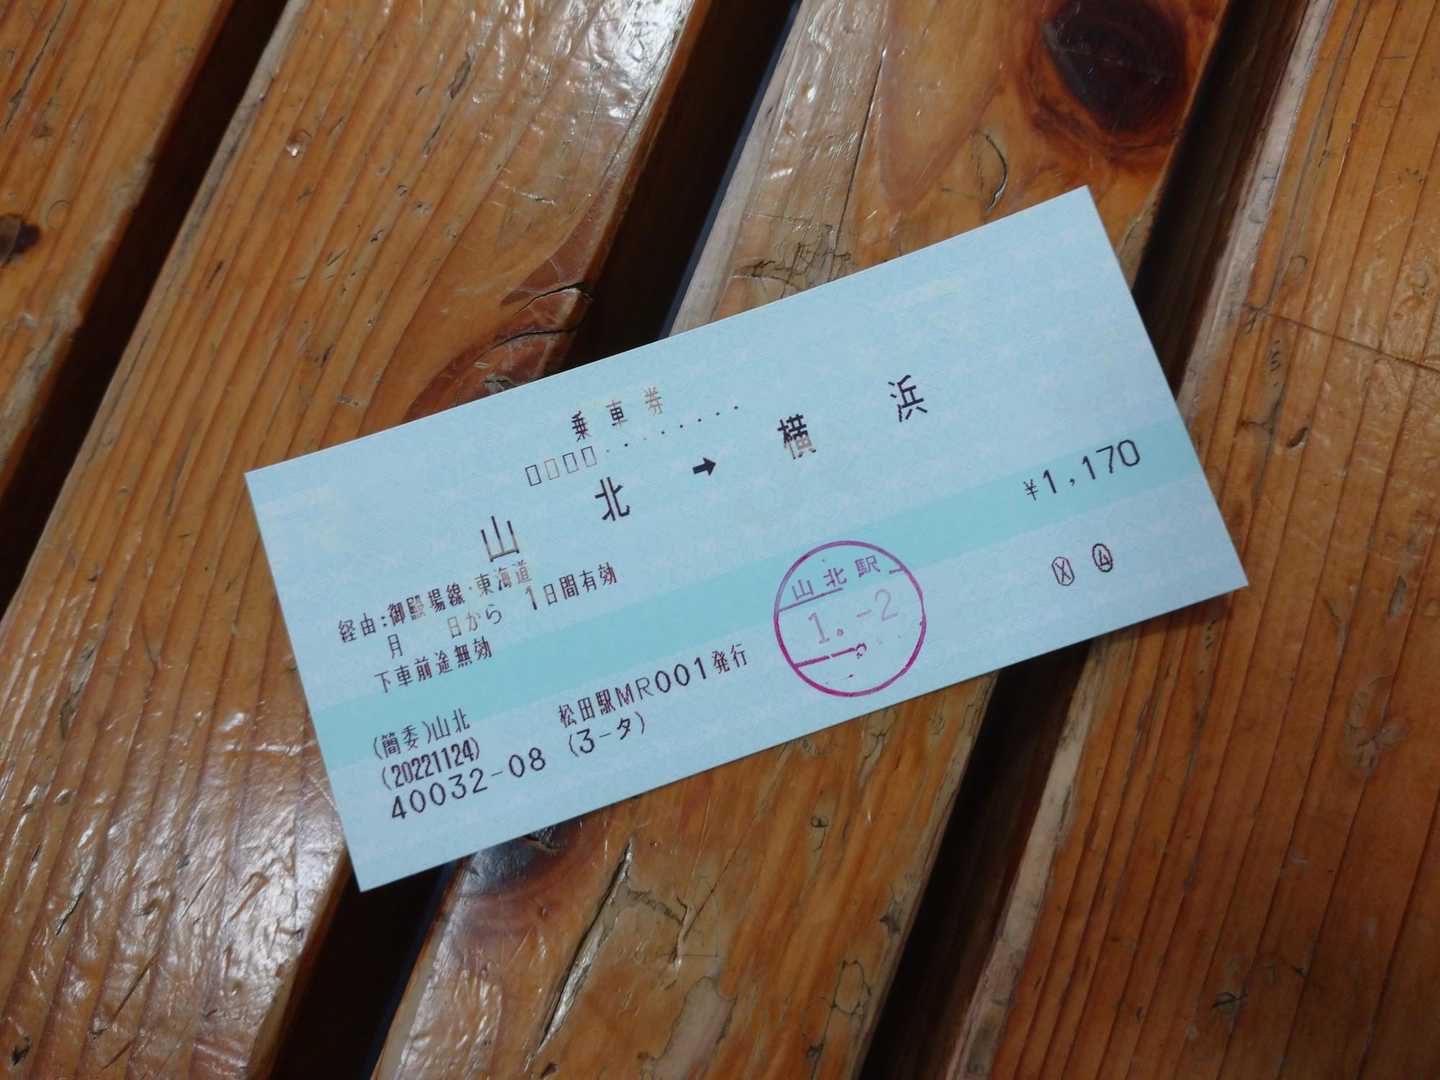 乗車券
□□□□・・・・・・・・
山北 → 横浜
経由:御殿場線・東海道
月 日から 1日間有効 ¥1,170
下車前途無効
山北駅
1.-2
(簡委)山北 松田駅MR001発行
(20221124)
40032-08 (3-タ)